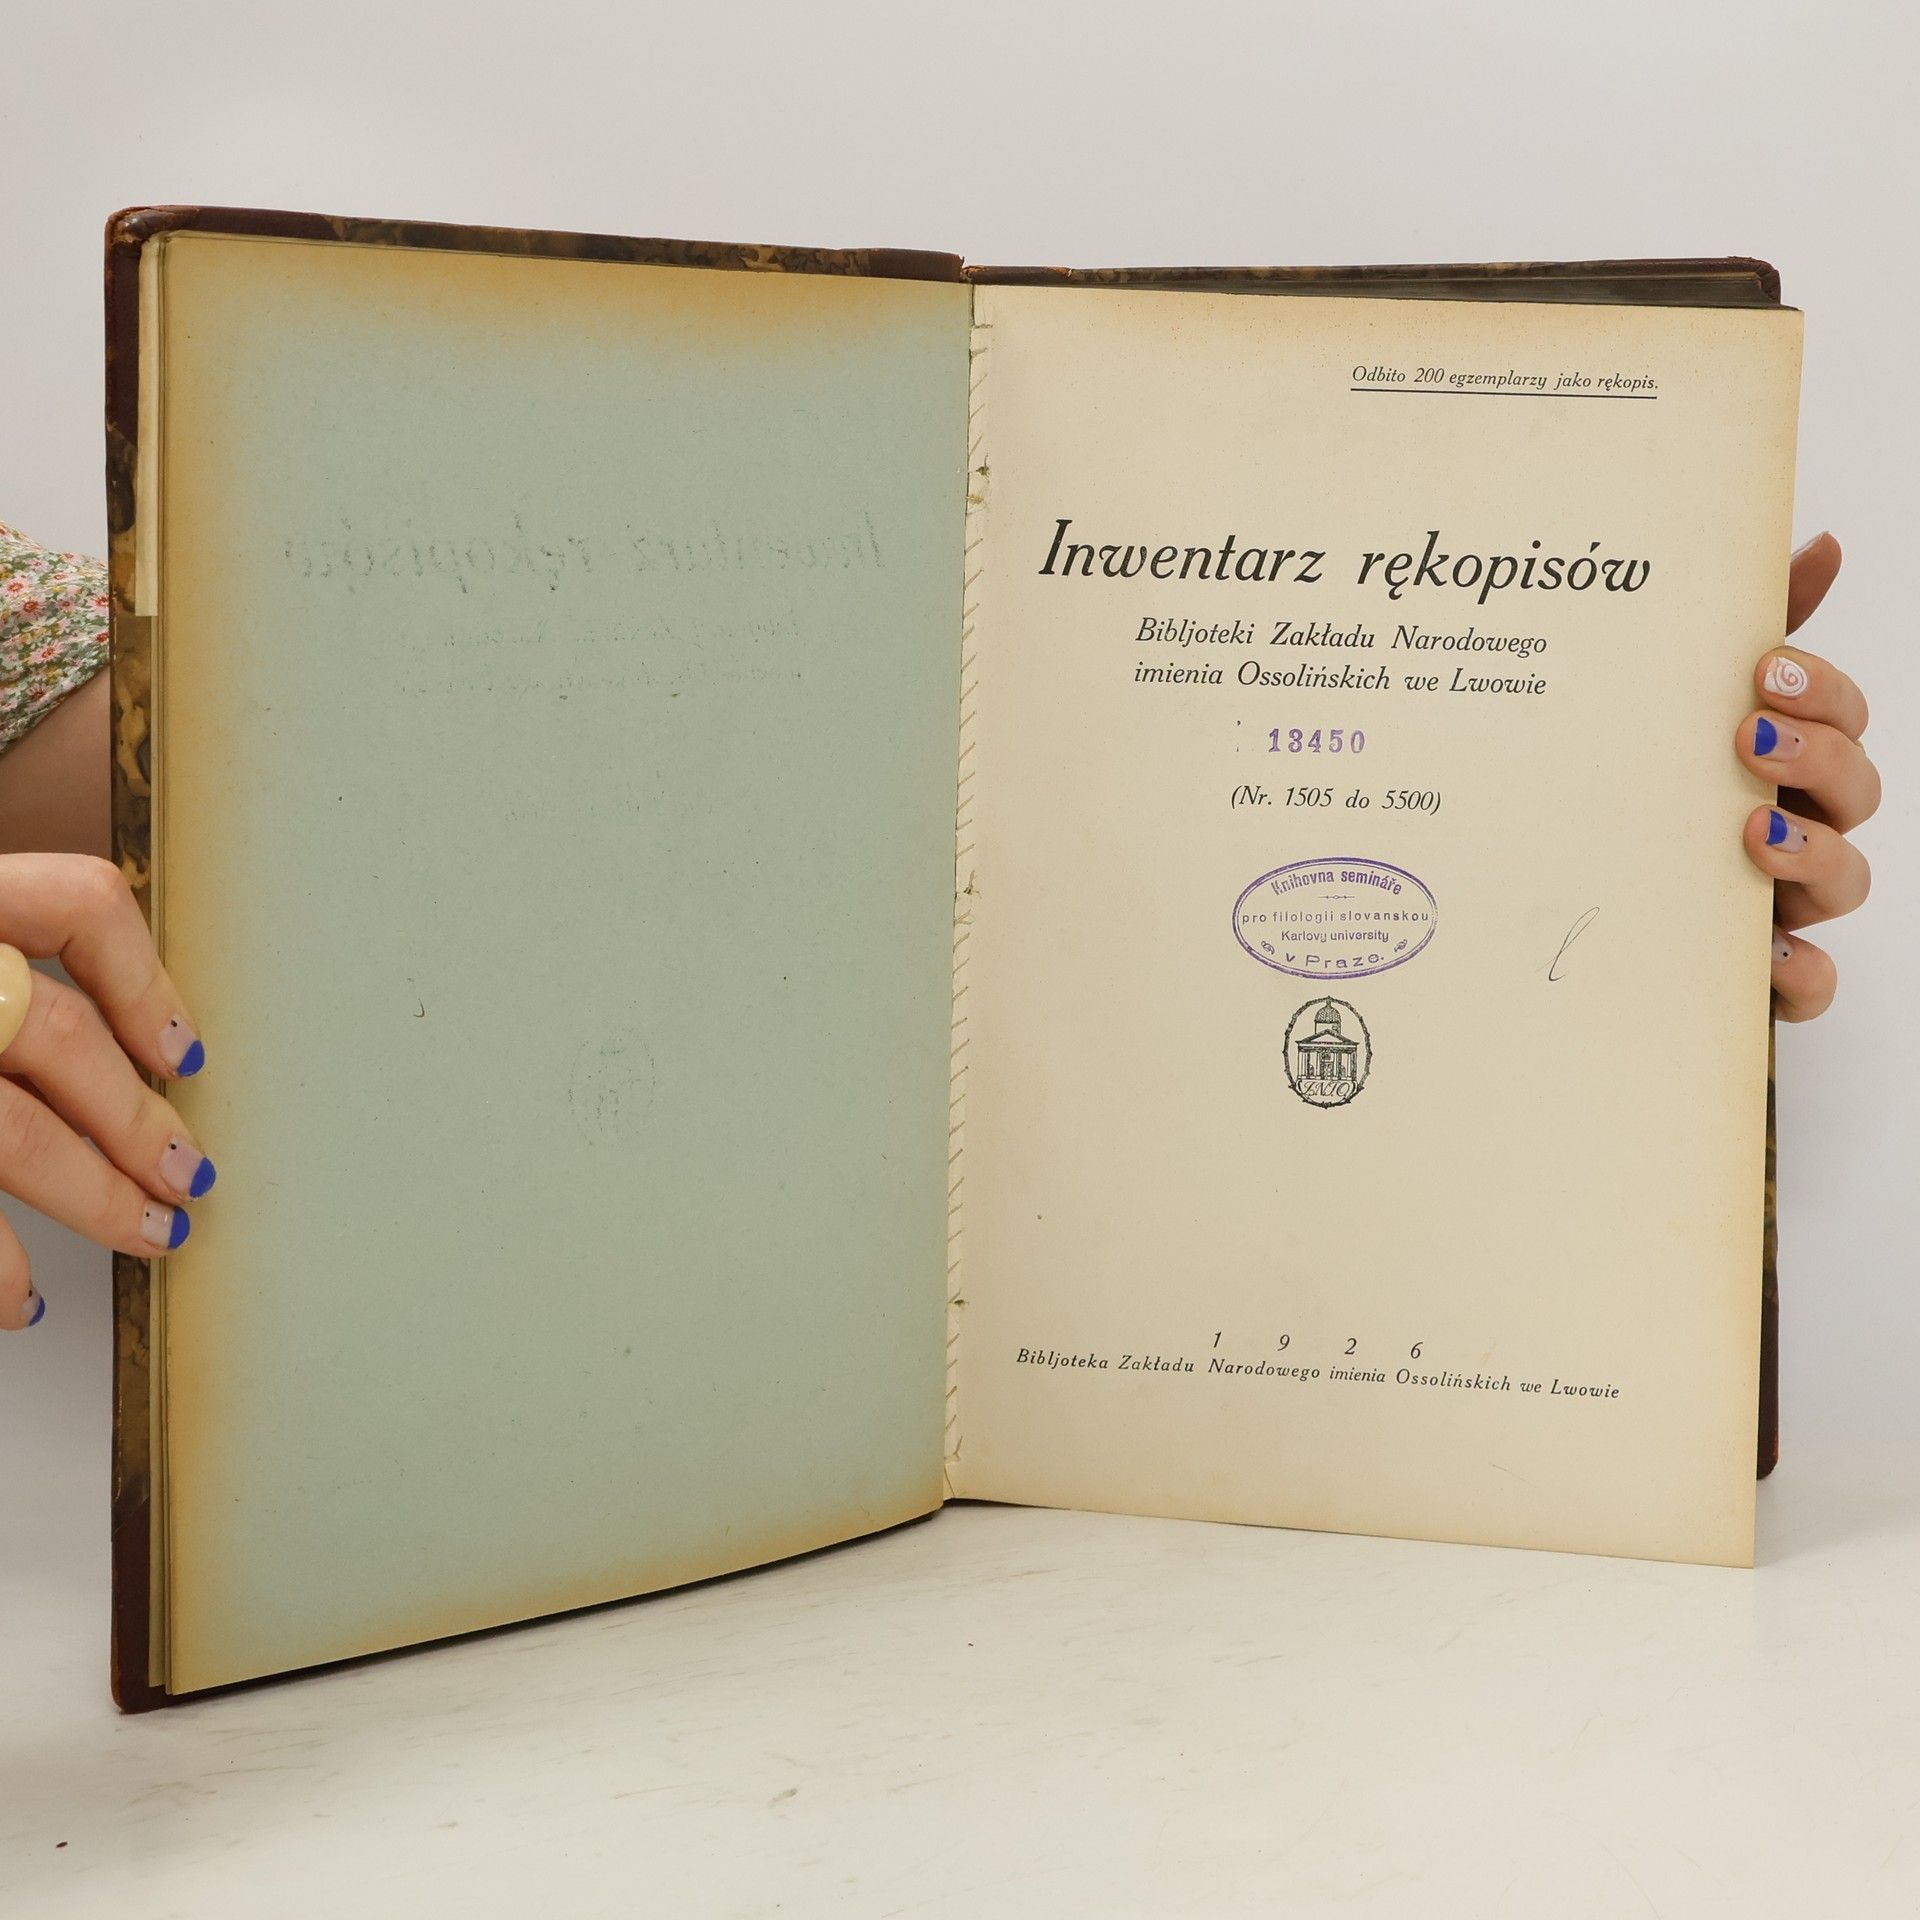 Odbito 200 egzemplarzy jako rękopis.
Inwentarz rękopisów
Bibljoteki Zakładu Narodowego
imienia Ossolińskich we Lwowie
13450
(Nr. 1505 do 5500)
Knihovna semináře
pro filologii slovanskou
Karlovy university
v Praze.
Z.N.I.O.
1 9 2 6
Bibljoteka Zakładu Narodowego imienia Ossolińskich we Lwowie